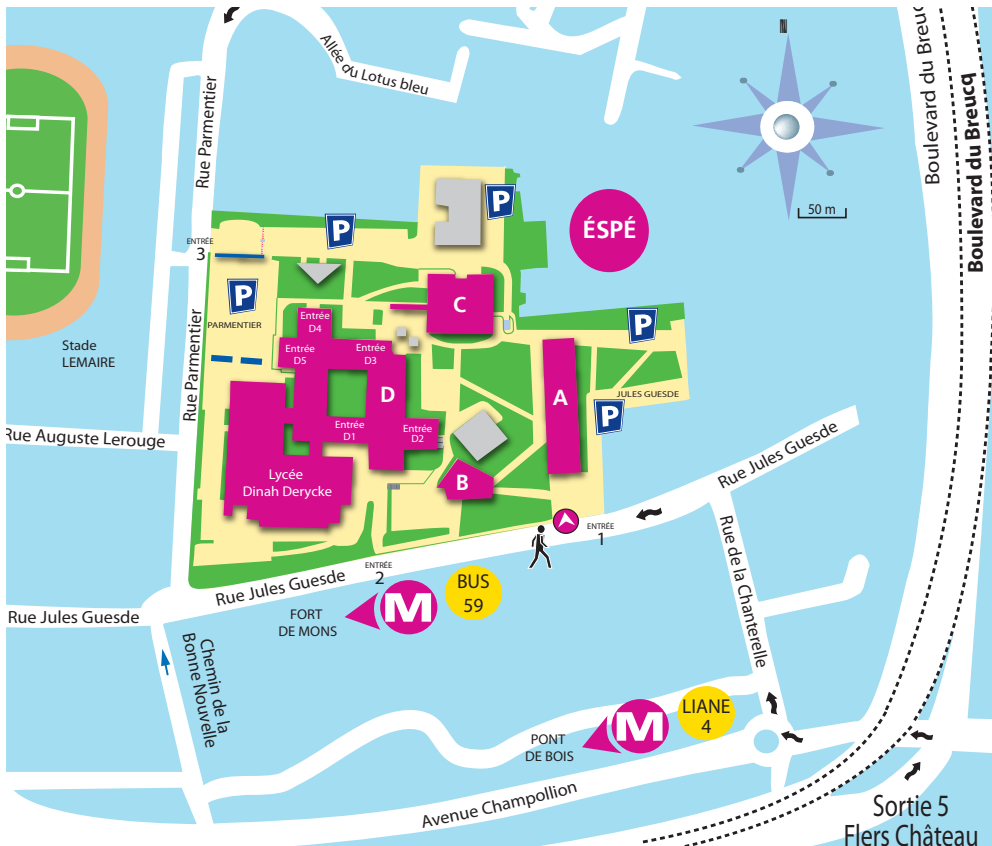 Boulevard du Breucq
Boulevard du Breucq
Allée du Lotus bleu
Rue Parmentier
50 m
P
P
ÉSPÉ
ENTRÉE
3
P
PARMENTIER
C
P
Entrée
D4
Entrée
D5
Entrée
D3
Stade
LEMAIRE
A
JULES GUESDE
P
D
Rue Parmentier
Entrée
D1
Entrée
D2
Rue Auguste Lerouge
Lycée
Dinah Derycke
B
Rue Jules Guesde
ENTRÉE
1
Rue de la Chanterelle
ENTRÉE
2
Rue Jules Guesde
BUS
59
M
FORT
DE MONS
Rue Jules Guesde
Chemin de la
Bonne Nouvelle
LIANE
4
M
PONT
DE BOIS
Avenue Champollion
Sortie 5
Flers Château